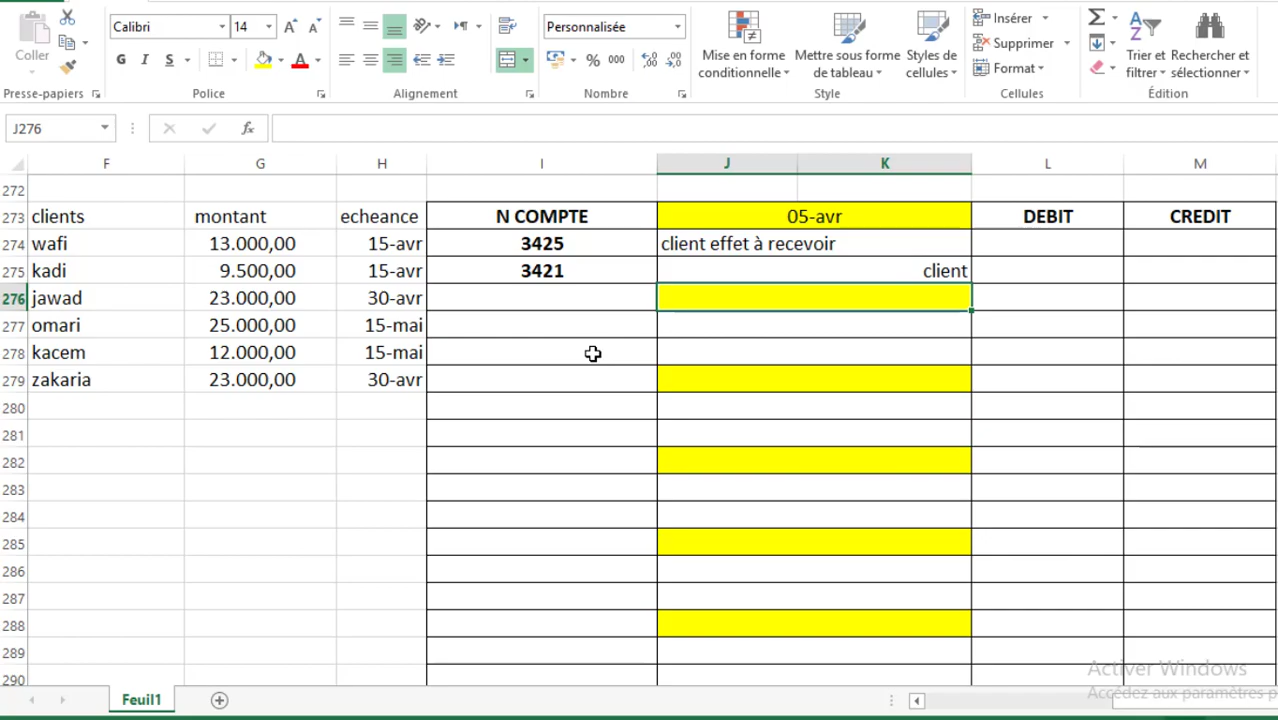 Calibri 14 A A Personnalisée Insérer
Coller Mise en forme Mettre sous forme Styles de Supprimer Trier et Rechercher et
G I S A % 000 conditionnelle de tableau cellules Format filtrer sélectionner
Presse-papiers Police Alignement Nombre Style Cellules Édition
J276 fx
F G H I J K L M
272
273 clients montant echeance N COMPTE 05-avr DEBIT CREDIT
274 wafi 13.000,00 15-avr 3425 client effet à recevoir
275 kadi 9.500,00 15-avr 3421 client
276 jawad 23.000,00 30-avr
277 omari 25.000,00 15-mai
278 kacem 12.000,00 15-mai
279 zakaria 23.000,00 30-avr
280
281
282
283
284
285
286
287
288
289
290
Activer Windows
Accédez aux paramètres p
Feuil1